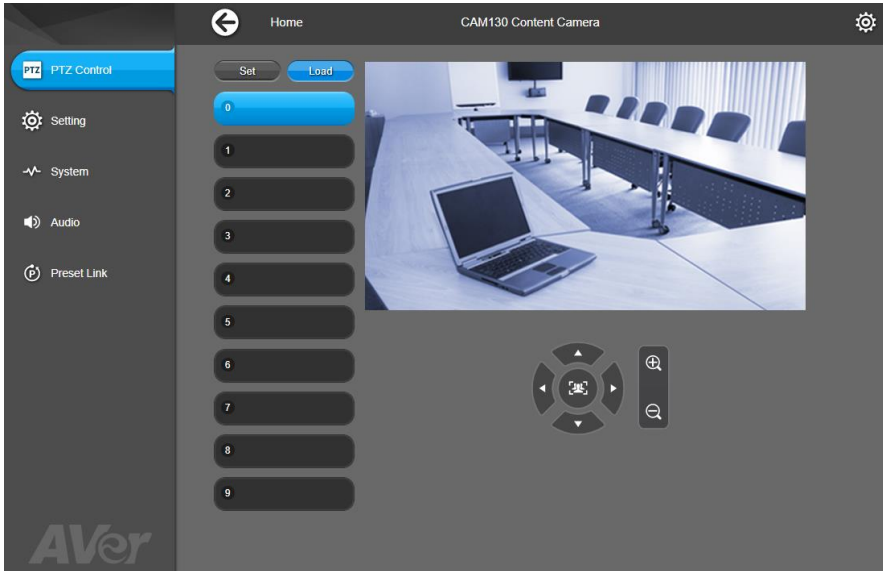 Home
CAM130 Content Camera
PTZ PTZ Control
Setting
System
Audio
P Preset Link
Set
Load
0
1
2
3
4
5
6
7
8
9
AVer